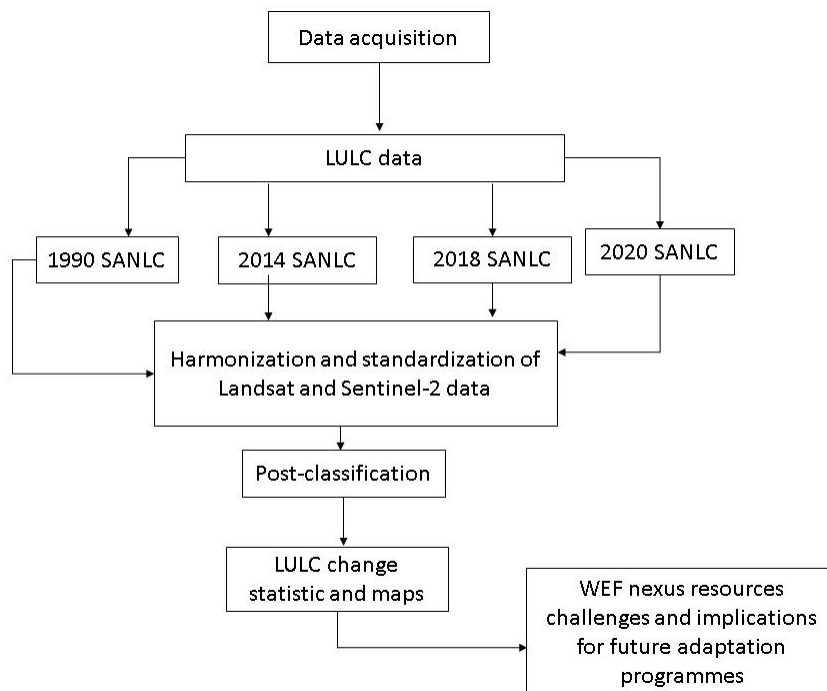 Data acquisition
LULC data
1990 SANLC
2014 SANLC
2018 SANLC
2020 SANLC
Harmonization and standardization of
Landsat and Sentinel-2 data
Post-classification
LULC change
statistic and maps
WEF nexus resources
challenges and implications
for future adaptation
programmes